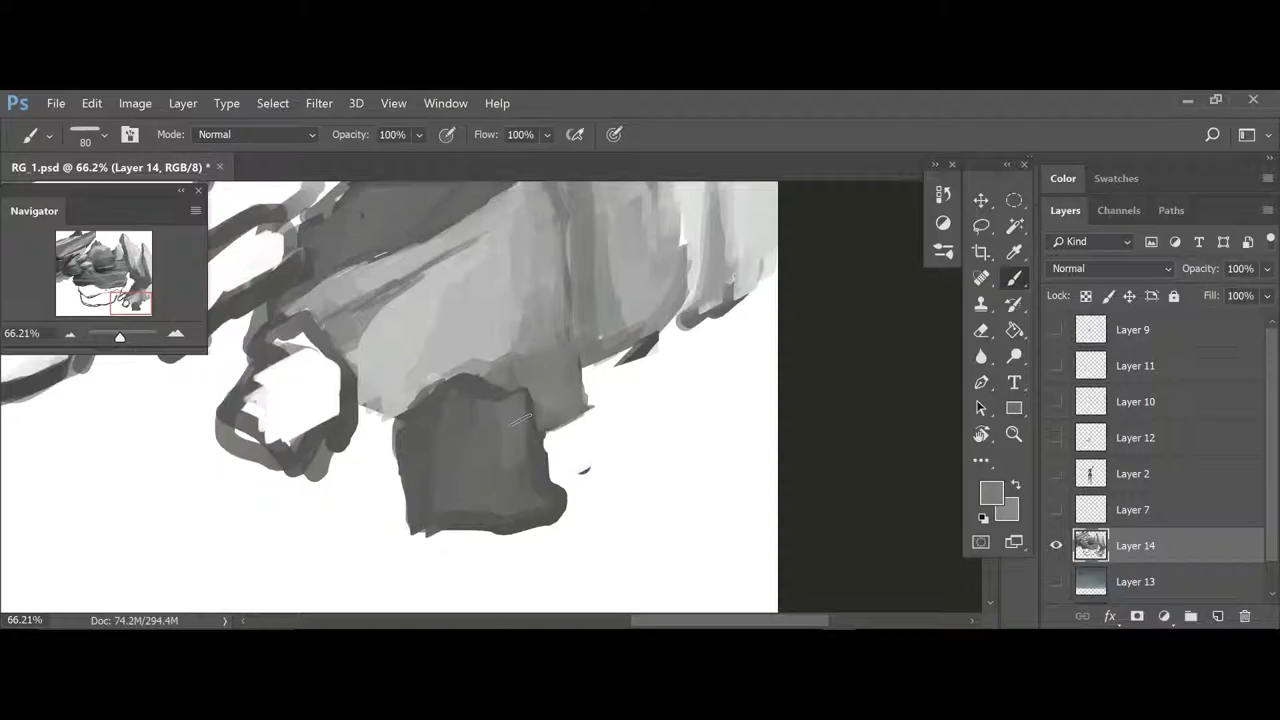 Ps File Edit Image Layer Type Select Filter 3D View Window Help
80 Mode: Normal Opacity: 100% Flow: 100%
RG_1.psd @ 66.2% (Layer 14, RGB/8) *
Navigator
66.21%
Color Swatches
Layers Channels Paths
Kind
Normal Opacity: 100%
Lock: Fill: 100%
Layer 9
Layer 11
Layer 10
Layer 12
Layer 2
Layer 7
Layer 14
Layer 13
fx
66.21% Doc: 74.2M/294.4M